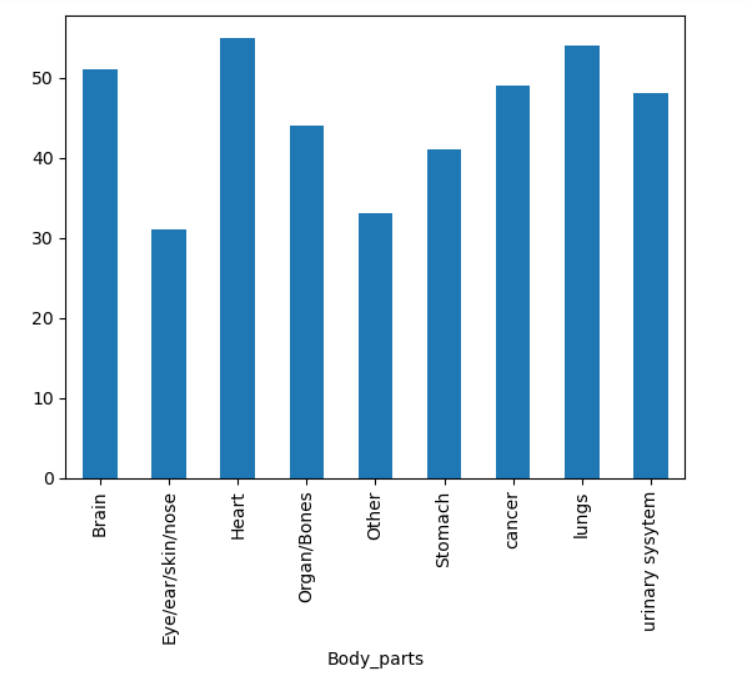 50
40
30
20
10
0
Brain
Eye/ear/skin/nose
Heart
Organ/Bones
Other
Stomach
cancer
lungs
urinary sysytem
Body_parts